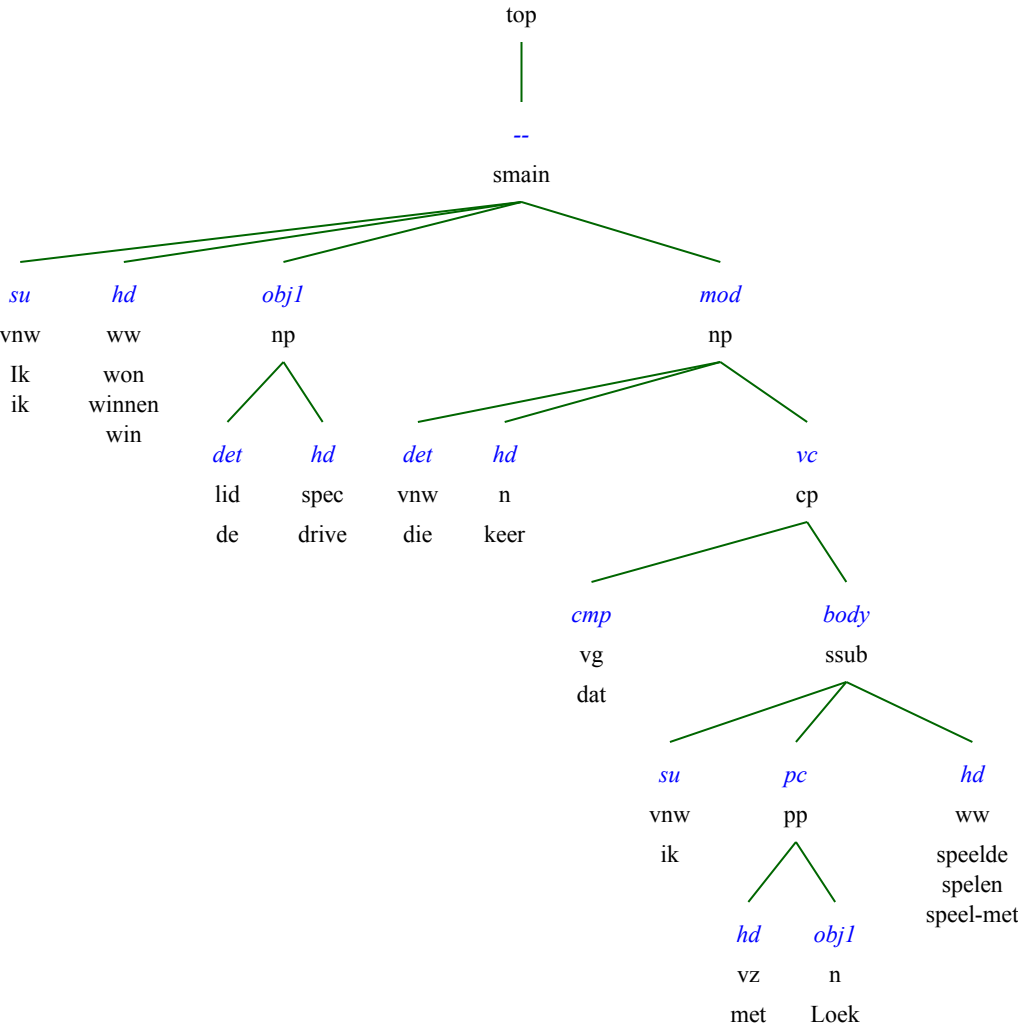 top
--
smain
su hd obj1 mod
vnw ww np np
Ik won
ik winnen
win
det hd det hd vc
lid spec vnw n cp
de drive die keer
cmp body
vg ssub
dat
su pc hd
vnw pp ww
ik speelde
spelen
speel-met
hd obj1
vz n
met Loek